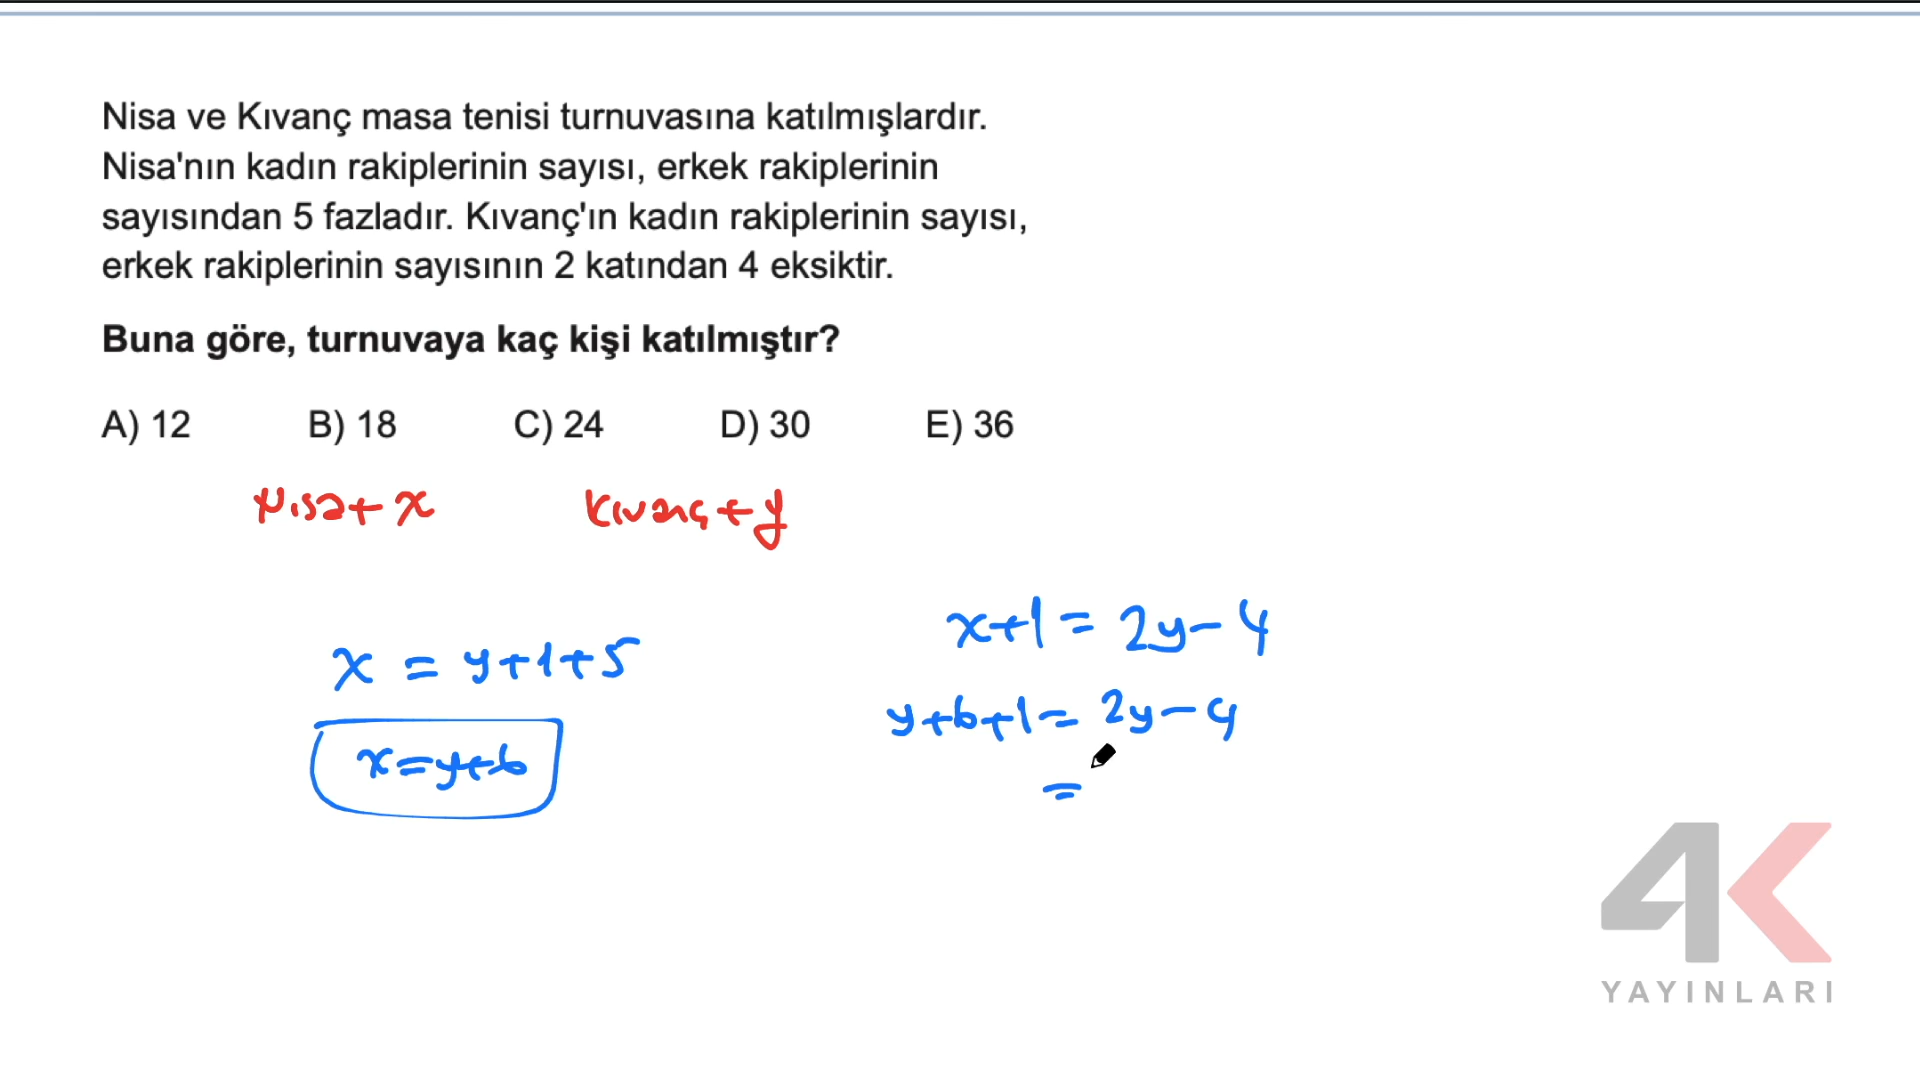 Nisa ve Kıvanç masa tenisi turnuvasına katılmışlardır.
Nisa'nın kadın rakiplerinin sayısı, erkek rakiplerinin
sayısından 5 fazladır. Kıvanç'ın kadın rakiplerinin sayısı,
erkek rakiplerinin sayısının 2 katından 4 eksiktir.
Buna göre, turnuvaya kaç kişi katılmıştır?
A) 12 B) 18 C) 24 D) 30 E) 36
Nisa+x Kıvanç+y
x = y+1+5
x=y+6
x+1 = 2y-4
y+6+1 = 2y-4
=
4K
YAYINLARI